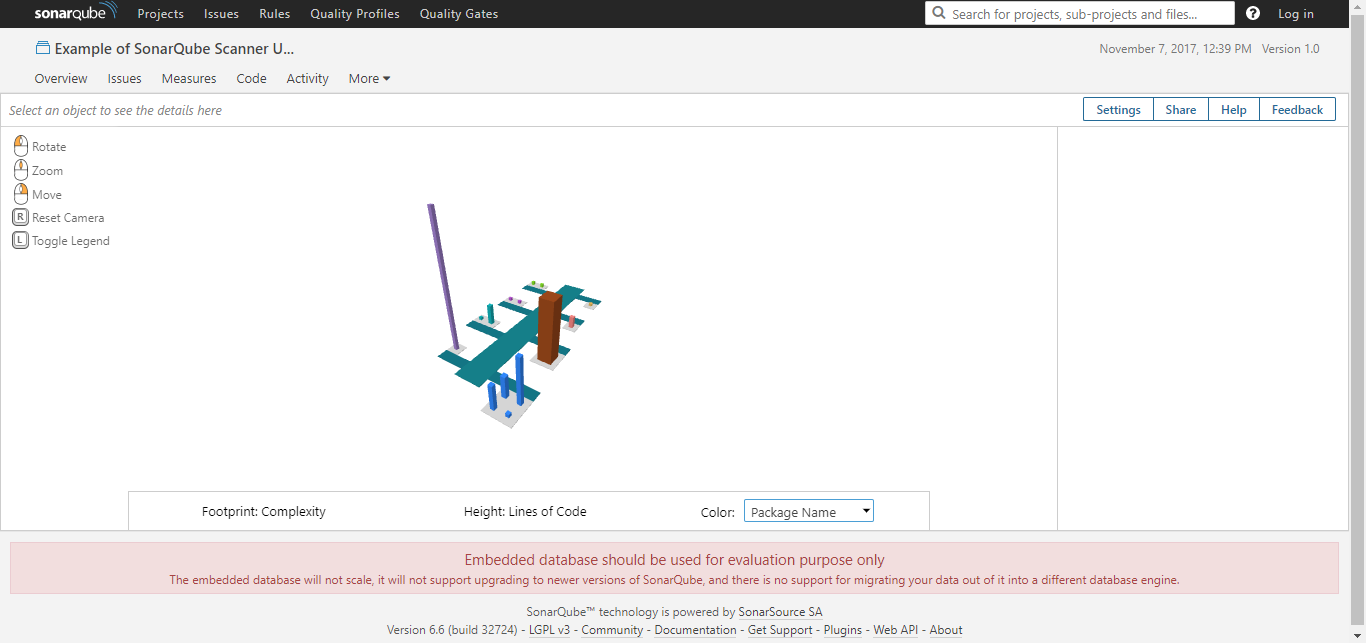 sonarqube Projects Issues Rules Quality Profiles Quality Gates Search for projects, sub-projects and files... ? Log in
Example of SonarQube Scanner U... November 7, 2017, 12:39 PM Version 1.0
Overview Issues Measures Code Activity More
Select an object to see the details here Settings Share Help Feedback
Rotate
Zoom
Move
R Reset Camera
L Toggle Legend
Footprint: Complexity Height: Lines of Code Color: Package Name
Embedded database should be used for evaluation purpose only
The embedded database will not scale, it will not support upgrading to newer versions of SonarQube, and there is no support for migrating your data out of it into a different database engine.
SonarQube™ technology is powered by SonarSource SA
Version 6.6 (build 32724) - LGPL v3 - Community - Documentation - Get Support - Plugins - Web API - About